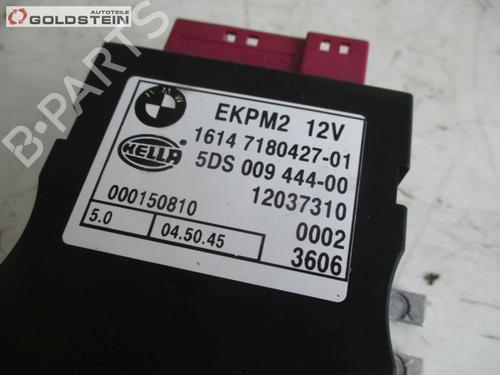 Autoteile
GOLDSTEIN
B-PARTS
BMW
EKPM2 12V
1614 7180427-01
HELLA
5DS 009 444-00
12037310
000150810
0002
5.0
04.50.45
3606